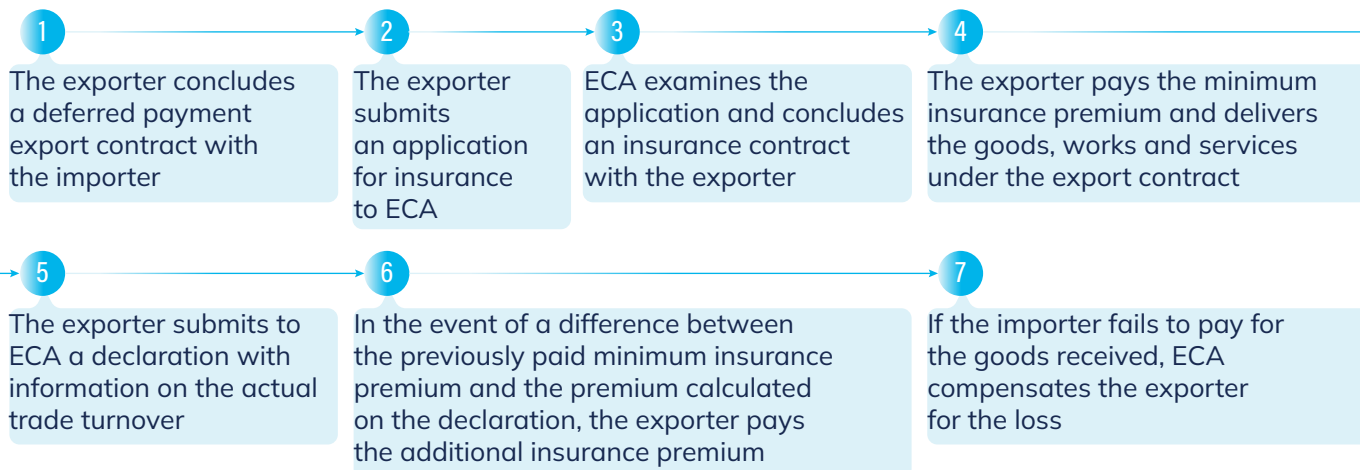 1
The exporter concludes
a deferred payment
export contract with
the importer
2
The exporter
submits
an application
for insurance
to ECA
3
ECA examines the
application and concludes
an insurance contract
with the exporter
4
The exporter pays the minimum
insurance premium and delivers
the goods, works and services
under the export contract
5
The exporter submits to
ECA a declaration with
information on the actual
trade turnover
6
In the event of a difference between
the previously paid minimum insurance
premium and the premium calculated
on the declaration, the exporter pays
the additional insurance premium
7
If the importer fails to pay for
the goods received, ECA
compensates the exporter
for the loss